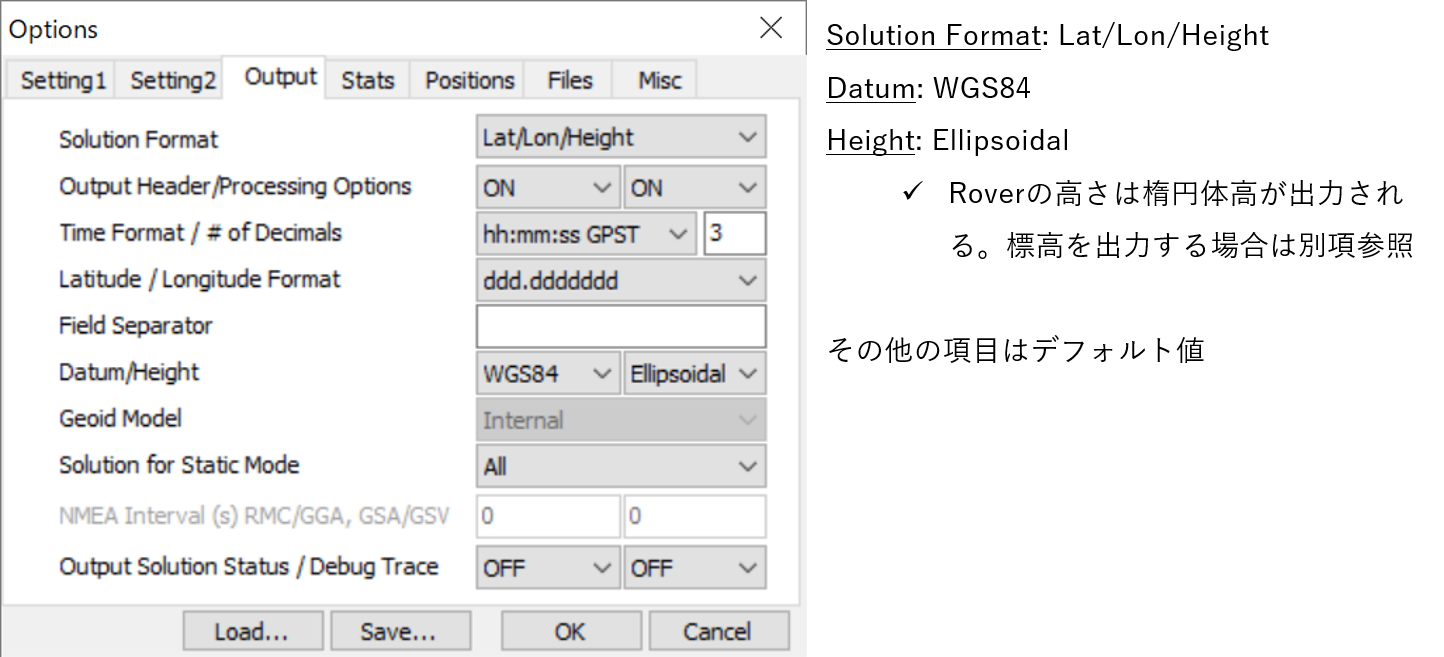 Options
Setting1 Setting2 Output Stats Positions Files Misc
Solution Format Lat/Lon/Height
Output Header/Processing Options ON ON
Time Format / # of Decimals hh:mm:ss GPST 3
Latitude / Longitude Format ddd.ddddddd
Field Separator
Datum/Height WGS84 Ellipsoidal
Geoid Model Internal
Solution for Static Mode All
NMEA Interval (s) RMC/GGA, GSA/GSV 0 0
Output Solution Status / Debug Trace OFF OFF
Load... Save... OK Cancel
Solution Format: Lat/Lon/Height
Datum: WGS84
Height: Ellipsoidal
✓ Roverの高さは楕円体高が出力され
る。標高を出力する場合は別項参照
その他の項目はデフォルト値